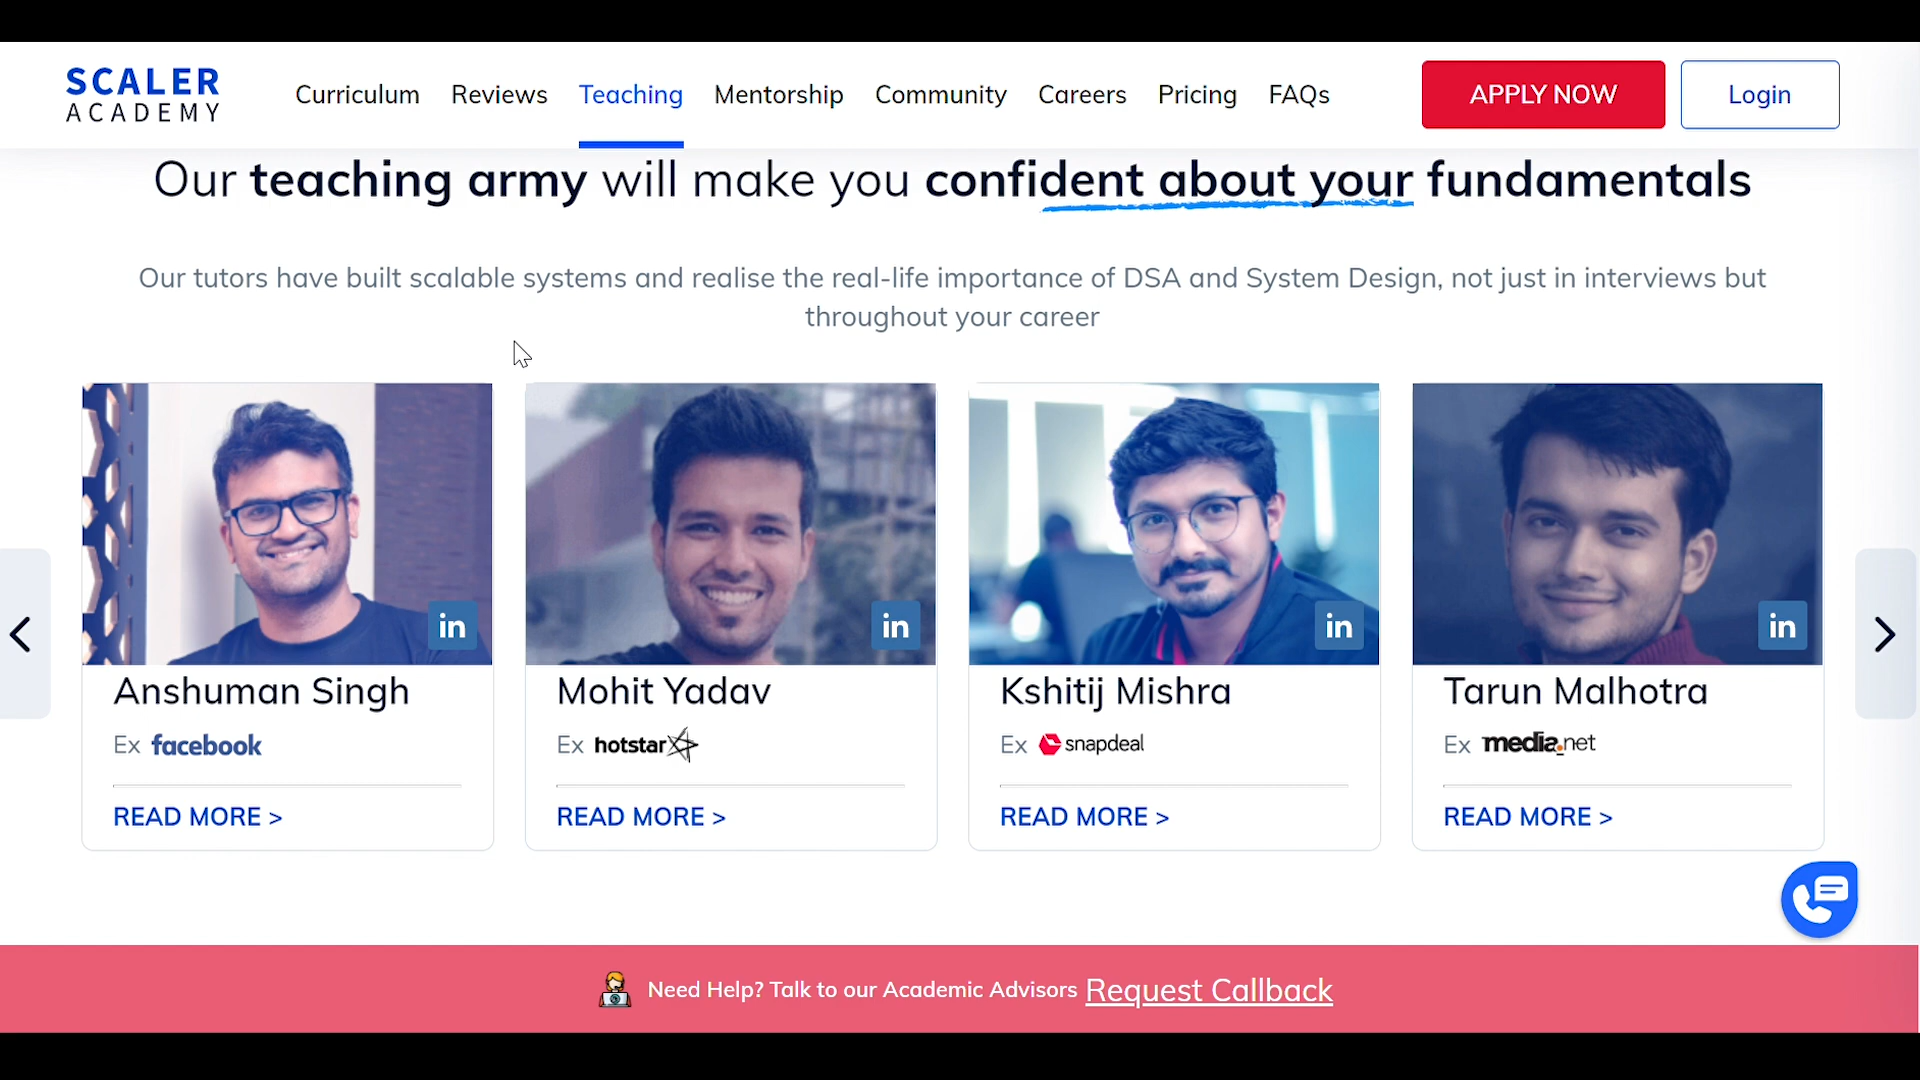 SCALER
ACADEMY
Curriculum Reviews Teaching Mentorship Community Careers Pricing FAQs APPLY NOW Login
Our teaching army will make you confident about your fundamentals
Our tutors have built scalable systems and realise the real-life importance of DSA and System Design, not just in interviews but
throughout your career
in in in in
Anshuman Singh Mohit Yadav Kshitij Mishra Tarun Malhotra
Ex facebook Ex hotstar Ex snapdeal Ex media.net
READ MORE > READ MORE > READ MORE > READ MORE >
Need Help? Talk to our Academic Advisors Request Callback